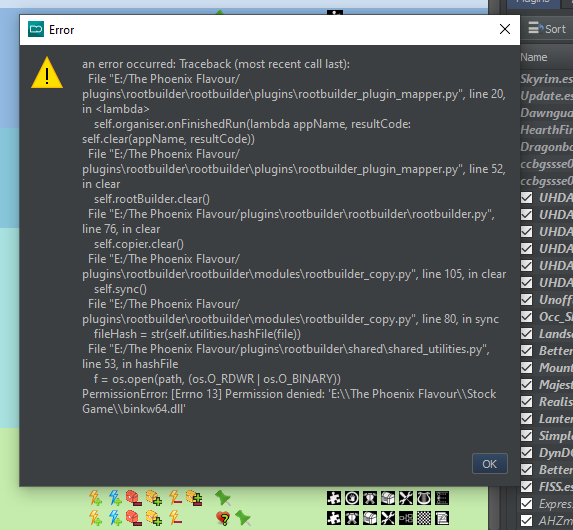 Error
an error occurred: Traceback (most recent call last):
File "E:/The Phoenix Flavour/
plugins\rootbuilder\rootbuilder\plugins\rootbuilder_plugin_mapper.py", line 20,
in <lambda>
self.organiser.onFinishedRun(lambda appName, resultCode:
self.clear(appName, resultCode))
File "E:/The Phoenix Flavour/
plugins\rootbuilder\rootbuilder\plugins\rootbuilder_plugin_mapper.py", line 52,
in clear
self.rootBuilder.clear()
File "E:/The Phoenix Flavour/plugins\rootbuilder\rootbuilder\rootbuilder.py",
line 76, in clear
self.copier.clear()
File "E:/The Phoenix Flavour/
plugins\rootbuilder\rootbuilder\modules\rootbuilder_copy.py", line 105, in clear
self.sync()
File "E:/The Phoenix Flavour/
plugins\rootbuilder\rootbuilder\modules\rootbuilder_copy.py", line 80, in sync
fileHash = str(self.utilities.hashFile(file))
File "E:/The Phoenix Flavour/plugins\rootbuilder\shared\shared_utilities.py",
line 53, in hashFile
f = os.open(path, (os.O_RDWR | os.O_BINARY))
PermissionError: [Errno 13] Permission denied: 'E:\\The Phoenix Flavour\\Stock
Game\\binkw64.dll'
OK
Sort
Name
Skyrim.es
Update.es
Dawngua
HearthFir
Dragonbo
ccbgssse0
ccbgssse0
UHDA
UHDA
UHDA
UHDA
UHDA
UHDA
Unoff
Occ_S
Landsc
Better
Mount
Majest
Realis
Lanter
Simple
DynDO
Better
FISS.es
Expres
AHZm